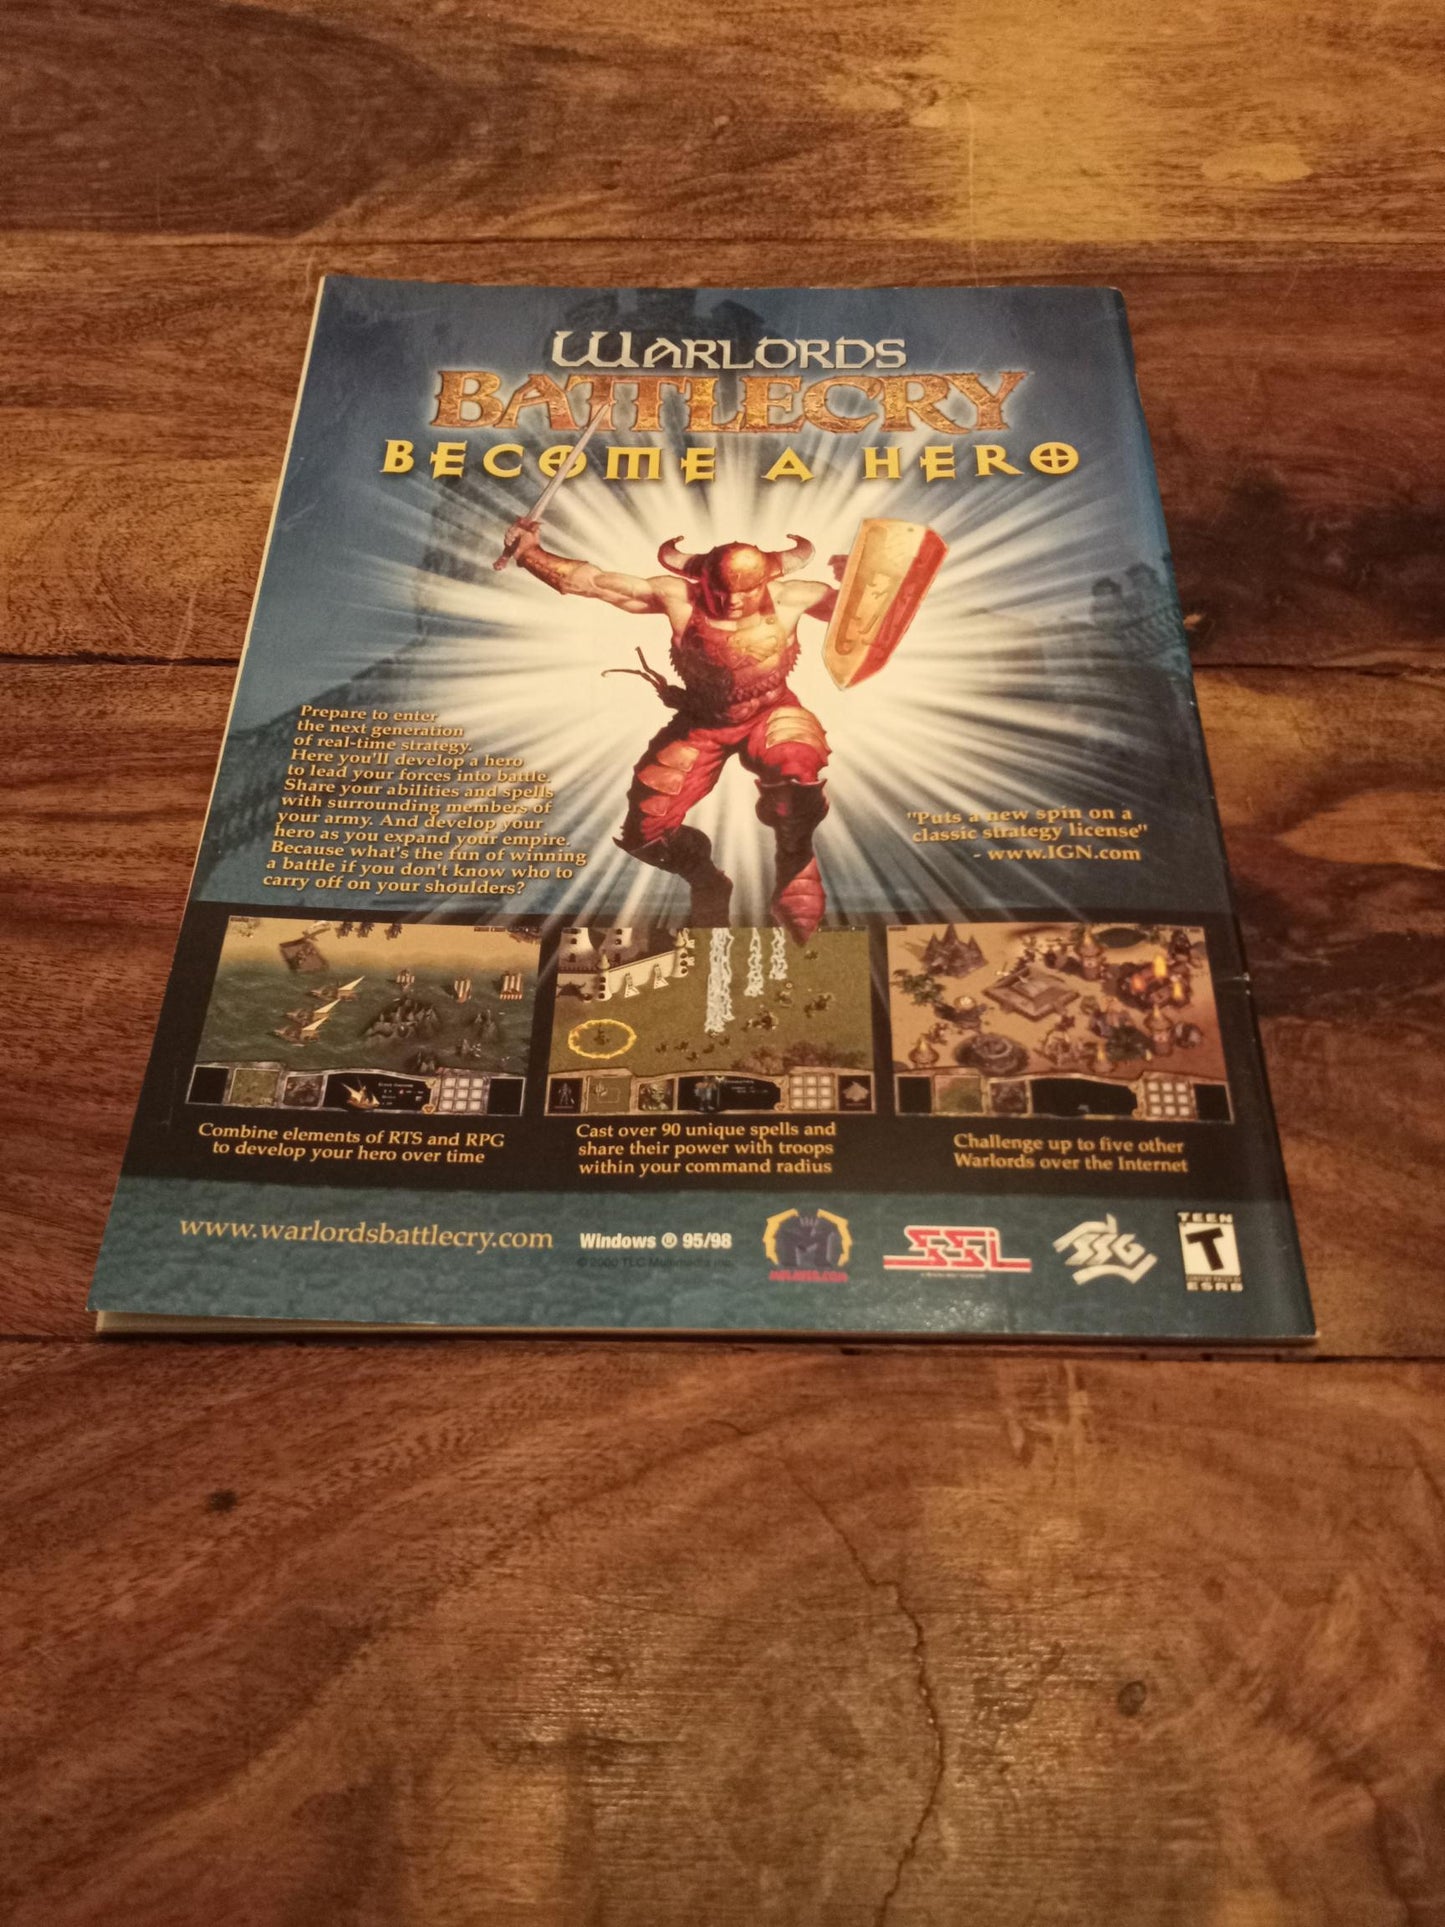 WARLORDS
BATTLECRY
BECOME A HERO
Prepare to enter
the next generation
of real-time strategy.
Here you'll develop a hero
to lead your forces into battle.
Share your abilities and spells
with surrounding members of
your army. And develop your
hero as you expand your empire.
Because what's the fun of winning
a battle if you don't know who to
carry off on your shoulders?
"Puts a new spin on a
classic strategy license"
- www.IGN.com
Combine elements of RTS and RPG
to develop your hero over time
Cast over 90 unique spells and
share their power with troops
within your command radius
Challenge up to five other
Warlords over the Internet
www.warlordsbattlecry.com
Windows ® 95/98
© 2000 TLC Multimedia Inc.
M
MPLAYER.COM
SSI
SSG
TEEN
T
CONTENT RATED BY
ESRB